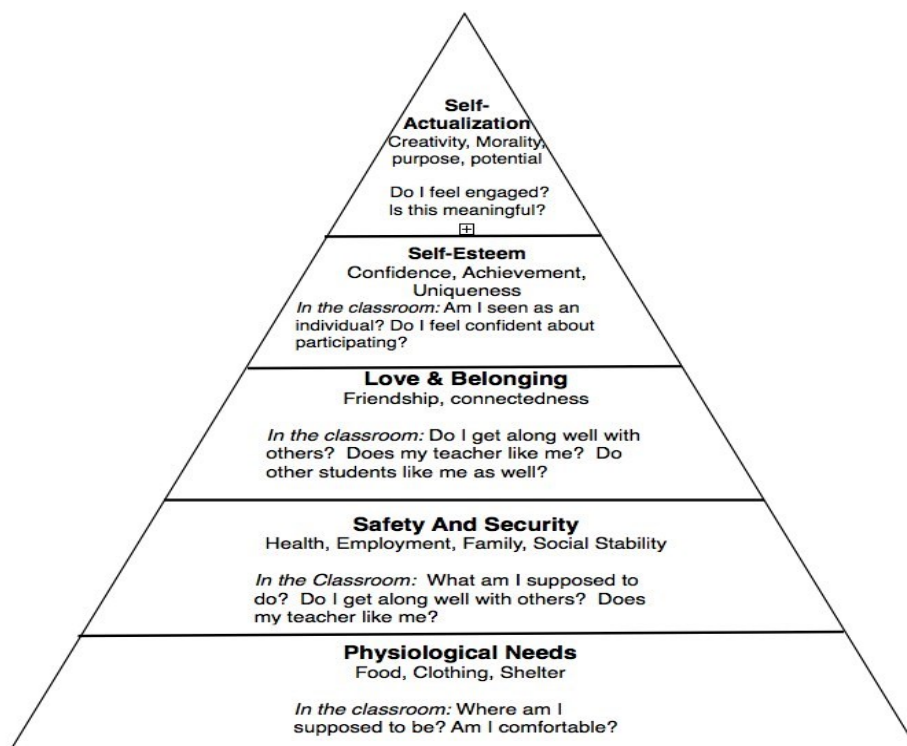 Self-
Actualization
Creativity, Morality,
purpose, potential
Do I feel engaged?
Is this meaningful?
Self-Esteem
Confidence, Achievement,
Uniqueness
In the classroom: Am I seen as an
individual? Do I feel confident about
participating?
Love & Belonging
Friendship, connectedness
In the classroom: Do I get along well with
others?  Does my teacher like me?  Do
other students like me as well?
Safety And Security
Health, Employment, Family, Social Stability
In the Classroom:  What am I supposed to
do?  Do I get along well with others?  Does
my teacher like me?
Physiological Needs
Food, Clothing, Shelter
In the classroom: Where am I
supposed to be? Am I comfortable?